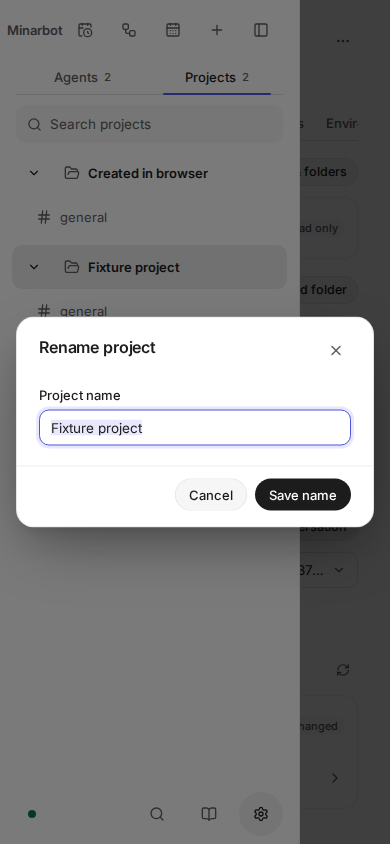 Minarbot
Agents 2
Projects 2
Search projects
Created in browser
# general
Fixture project
# general
s Envir
folders
ad only
d folder
Rename project
Project name
Fixture project
Cancel
Save name
ersation
37...
hanged